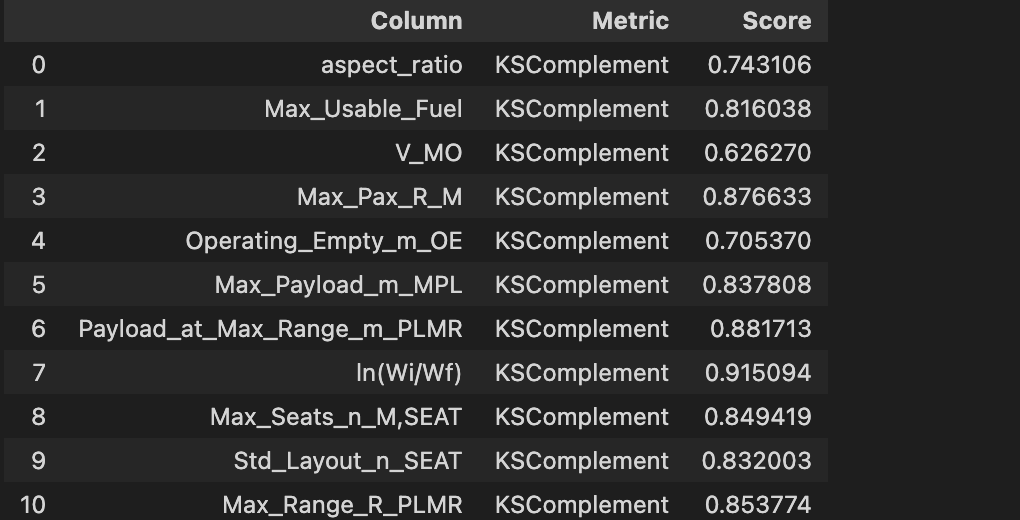 Column Metric Score
0 aspect_ratio KSComplement 0.743106
1 Max_Usable_Fuel KSComplement 0.816038
2 V_MO KSComplement 0.626270
3 Max_Pax_R_M KSComplement 0.876633
4 Operating_Empty_m_OE KSComplement 0.705370
5 Max_Payload_m_MPL KSComplement 0.837808
6 Payload_at_Max_Range_m_PLMR KSComplement 0.881713
7 ln(Wi/Wf) KSComplement 0.915094
8 Max_Seats_n_M,SEAT KSComplement 0.849419
9 Std_Layout_n_SEAT KSComplement 0.832003
10 Max_Range_R_PLMR KSComplement 0.853774